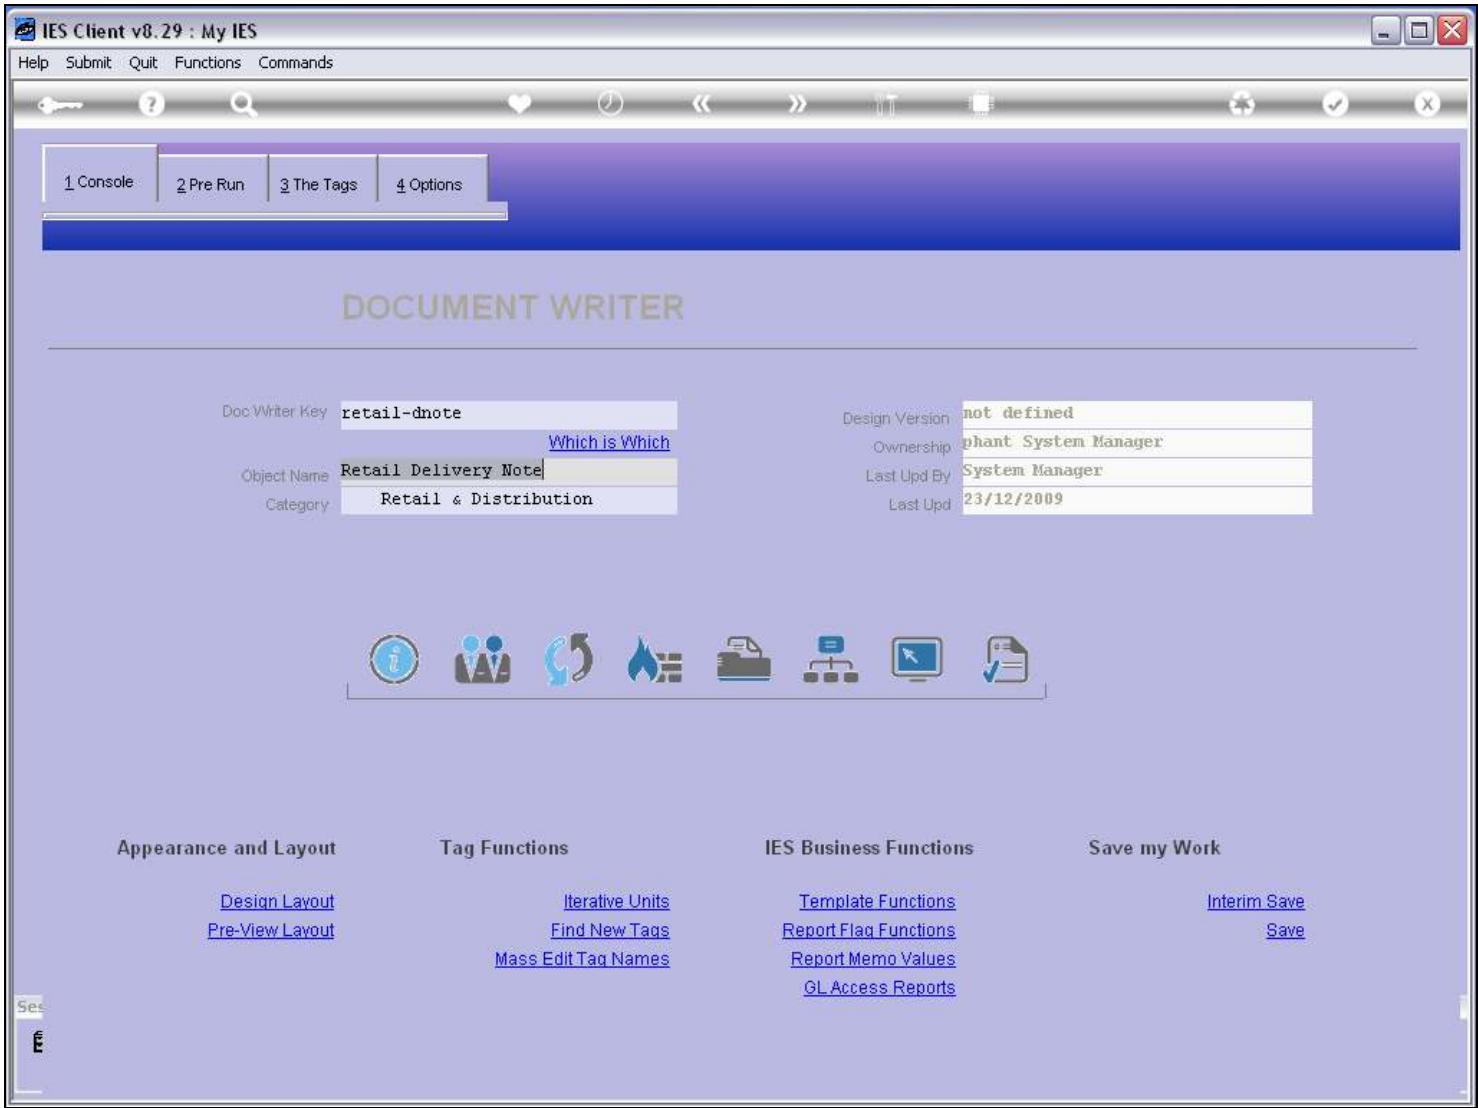 IES Client v8.29 : My IES
Help Submit Quit Functions Commands
1 Console 2 Pre Run 3 The Tags 4 Options
DOCUMENT WRITER
Doc Writer Key retail-dnote
Which is Which
Object Name Retail Delivery Note
Category Retail & Distribution
Design Version not defined
Ownership phant System Manager
Last Upd By System Manager
Last Upd 23/12/2009
Appearance and Layout
Design Layout
Pre-View Layout
Tag Functions
Iterative Units
Find New Tags
Mass Edit Tag Names
IES Business Functions
Template Functions
Report Flag Functions
Report Memo Values
GL Access Reports
Save my Work
Interim Save
Save
Ses